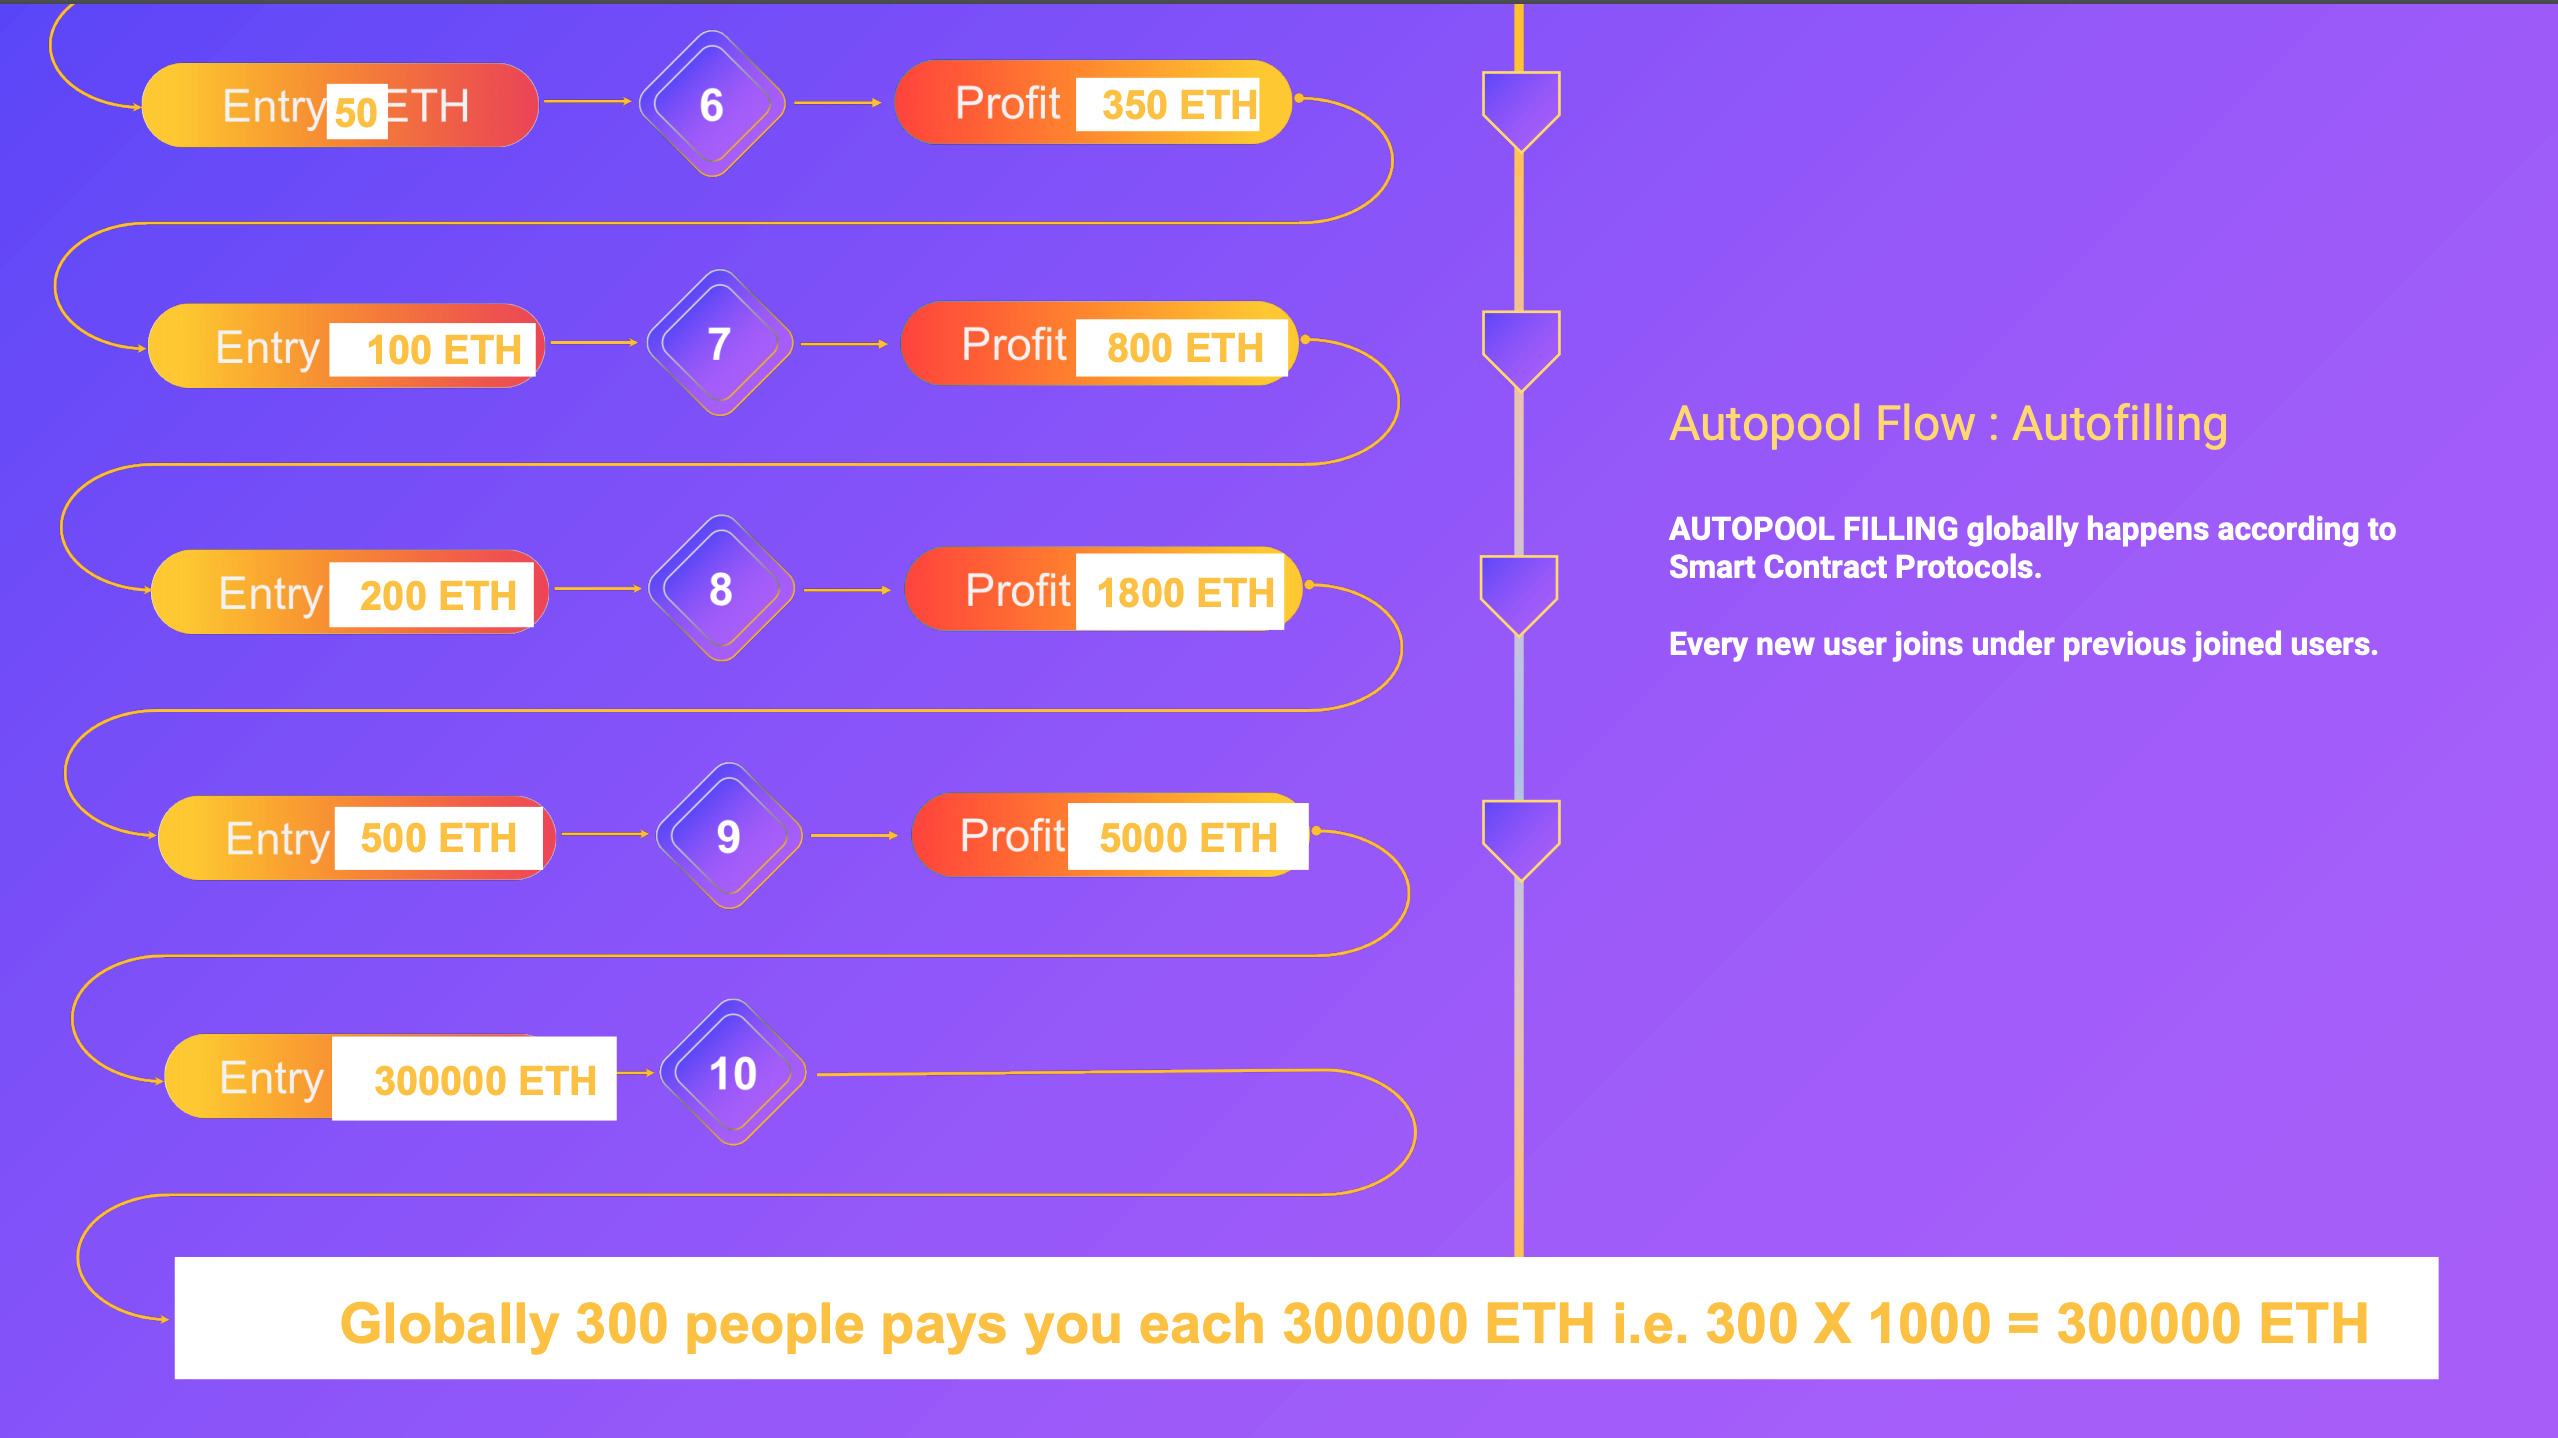 Entry 50 ETH
6
Profit 350 ETH
Entry 100 ETH
7
Profit 800 ETH
Entry 200 ETH
8
Profit 1800 ETH
Entry 500 ETH
9
Profit 5000 ETH
Entry 300000 ETH
10
Autopool Flow : Autofilling
AUTOPOOL FILLING globally happens according to
Smart Contract Protocols.
Every new user joins under previous joined users.
Globally 300 people pays you each 300000 ETH i.e. 300 X 1000 = 300000 ETH